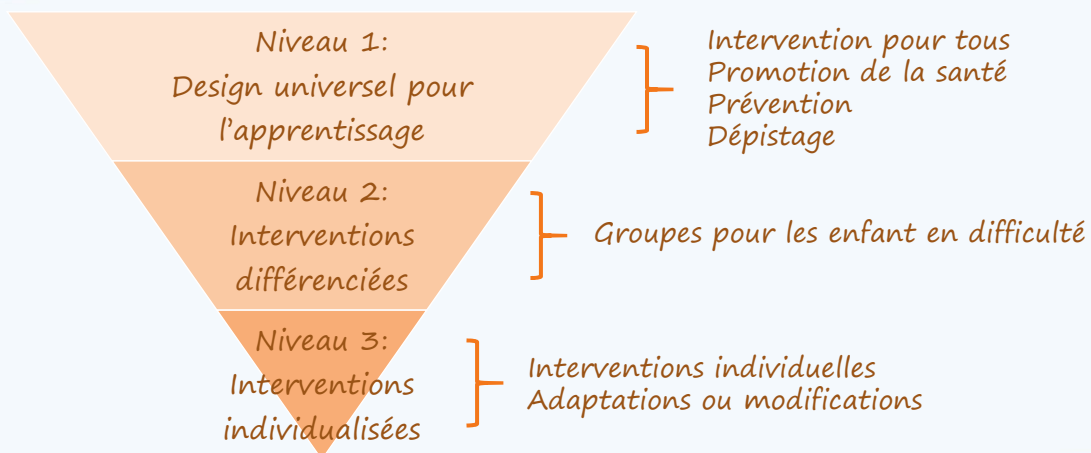 Niveau 1:
Design universel pour
l'apprentissage
Intervention pour tous
Promotion de la santé
Prévention
Dépistage
Niveau 2:
Interventions
différenciées
Groupes pour les enfant en difficulté
Niveau 3:
Interventions
individualisées
Interventions individuelles
Adaptations ou modifications